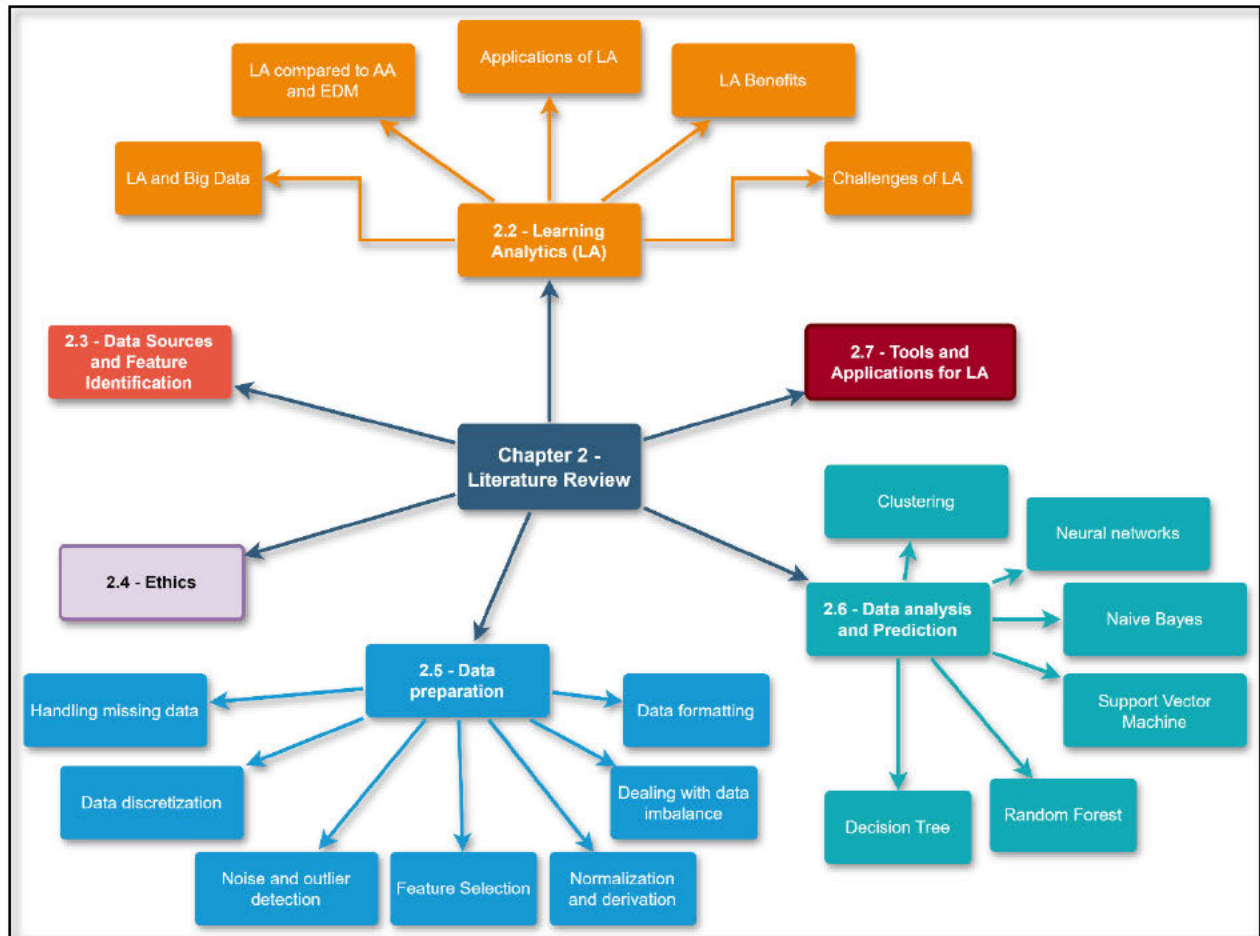 LA compared to AA
and EDM
Applications of LA
LA Benefits
LA and Big Data
Challenges of LA
2.2 - Learning
Analytics (LA)
2.3 - Data Sources
and Feature
Identification
2.7 - Tools and
Applications for LA
Chapter 2 -
Literature Review
Clustering
Neural networks
2.4 - Ethics
2.6 - Data analysis
and Prediction
Naive Bayes
2.5 - Data
preparation
Handling missing data
Data formatting
Support Vector
Machine
Data discretization
Dealing with data
imbalance
Decision Tree
Random Forest
Noise and outlier
detection
Feature Selection
Normalization
and derivation